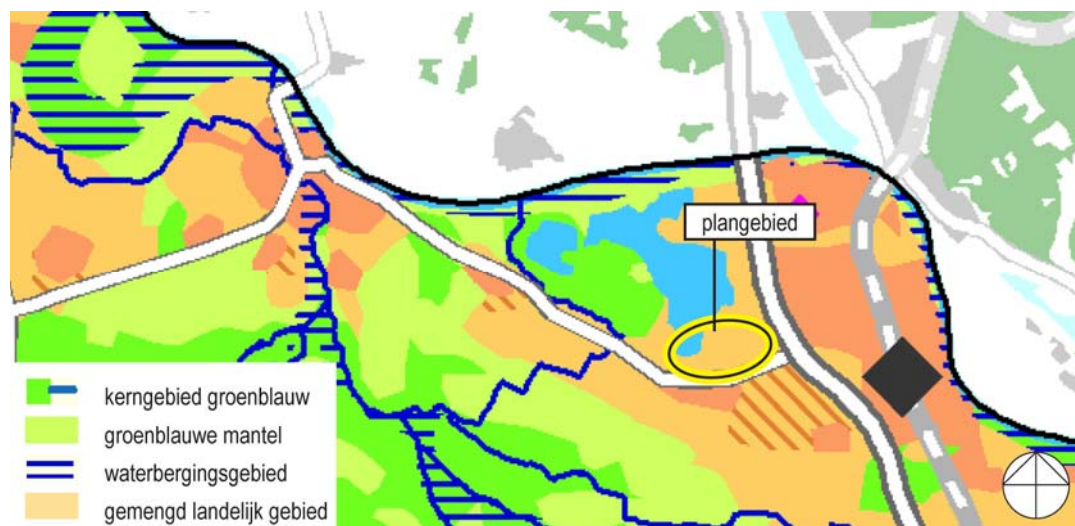 plangebied
kerngebied groenblauw
groenblauwe mantel
waterbergingsgebied
gemengd landelijk gebied